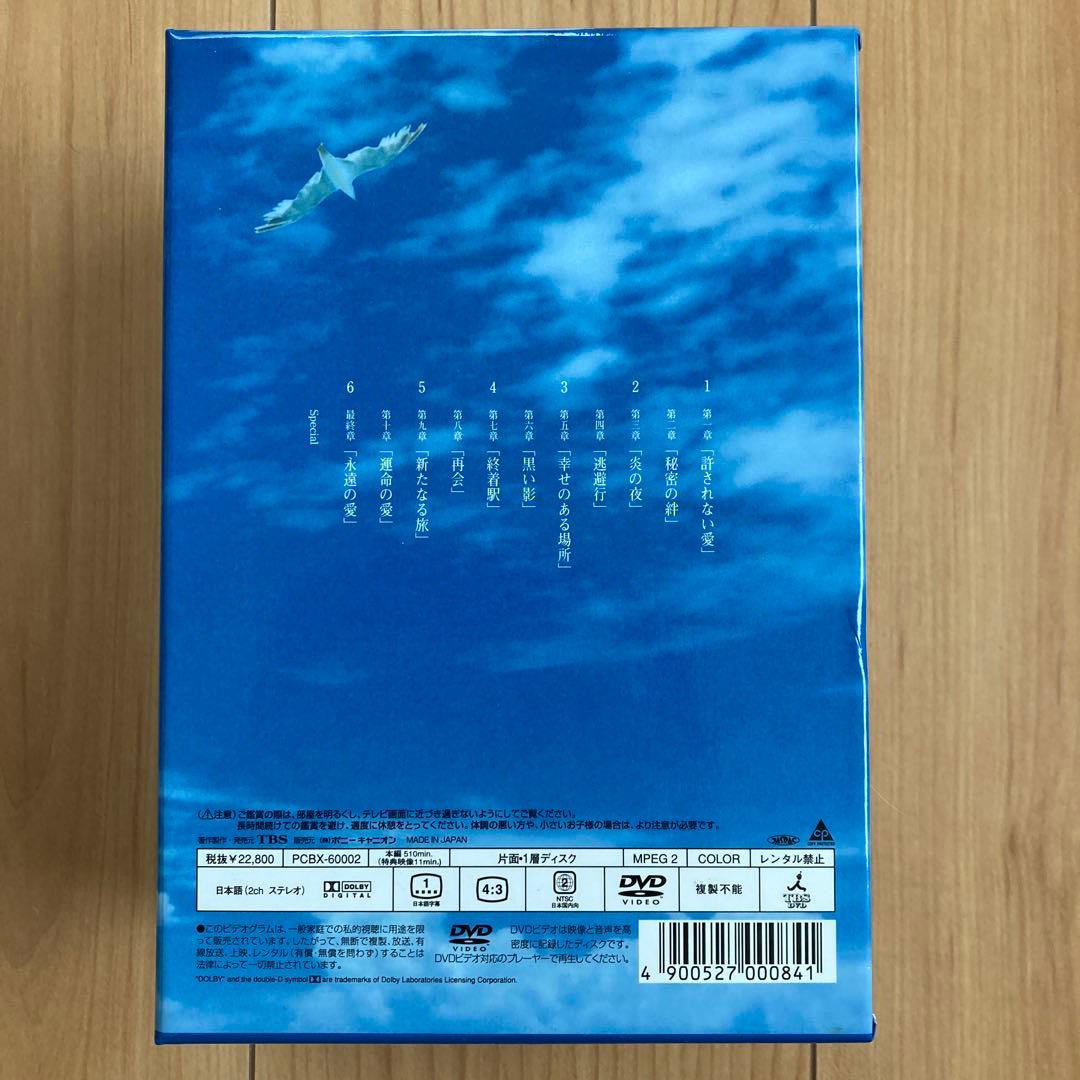 1
第一章「許されない愛」
第二章「秘密の絆」
2
第三章「炎の夜」
第四章「逃避行」
3
第五章「幸せのある場所」
第六章「黒い影」
4
第七章「終着駅」
第八章「再会」
5
第九章「新たなる旅」
第十章「運命の愛」
6
最終章「永遠の愛」
Special
(⚠注意)ご鑑賞の際は、部屋を明るくし、テレビ画面に近づき過ぎないようにしてご覧ください。
長時間続けての鑑賞を避け、適度に休憩をとってください。体調の悪い方や、小さいお子様の場合は、より注意が必要です。
著作製作・発売元 TBS 販売元 (株)ポニーキャニオン MADE IN JAPAN
CP
COPY PROTECTED
税抜¥22,800 PCBX-60002 本編 510min. (特典映像11min.) 片面・1層ディスク MPEG 2 COLOR レンタル禁止
日本語(2ch ステレオ) DOLBY DIGITAL 1 日本語字幕 4:3 2 NTSC 日本国内向 DVD VIDEO 複製不能 TBS DVD
●このビデオグラムは、一般家庭での私的視聴に用途を限
って販売されています。したがって、無断で複製、放送、有
線放送、上映、レンタル(有償・無償を問わず)することは
法律によって一切禁止されています。
DVD VIDEO
DVDビデオは映像と音声を高
密度に記録したディスクです。
DVDビデオ対応のプレーヤーで再生してください。
"DOLBY" and the double-D symbol are trademarks of Dolby Laboratories Licensing Corporation.
4 900527 000841